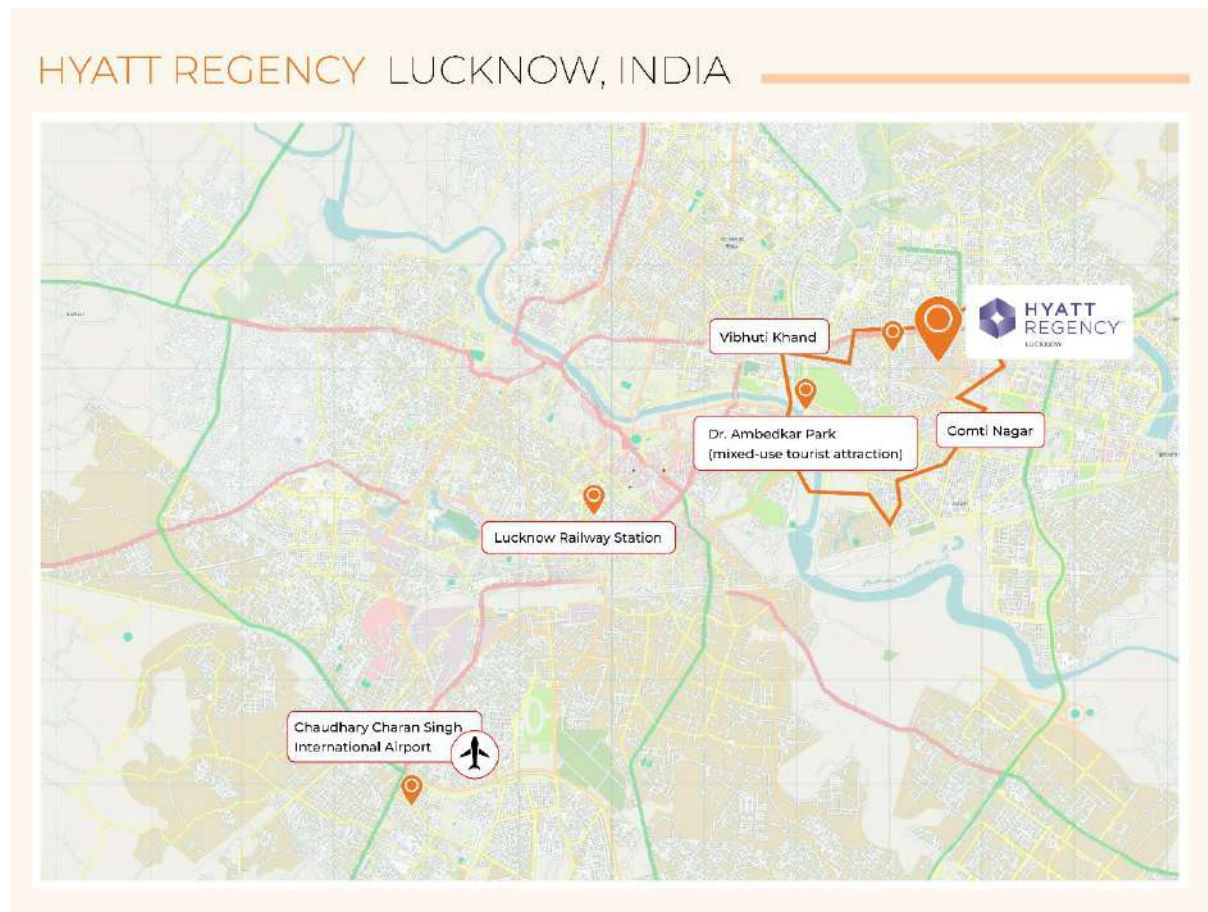 HYATT REGENCY LUCKNOW, INDIA
HYATT
REGENCY™
LUCKNOW
Vibhuti Khand
Dr. Ambedkar Park
(mixed-use tourist attraction)
Gomti Nagar
Lucknow Railway Station
Chaudhary Charan Singh
International Airport